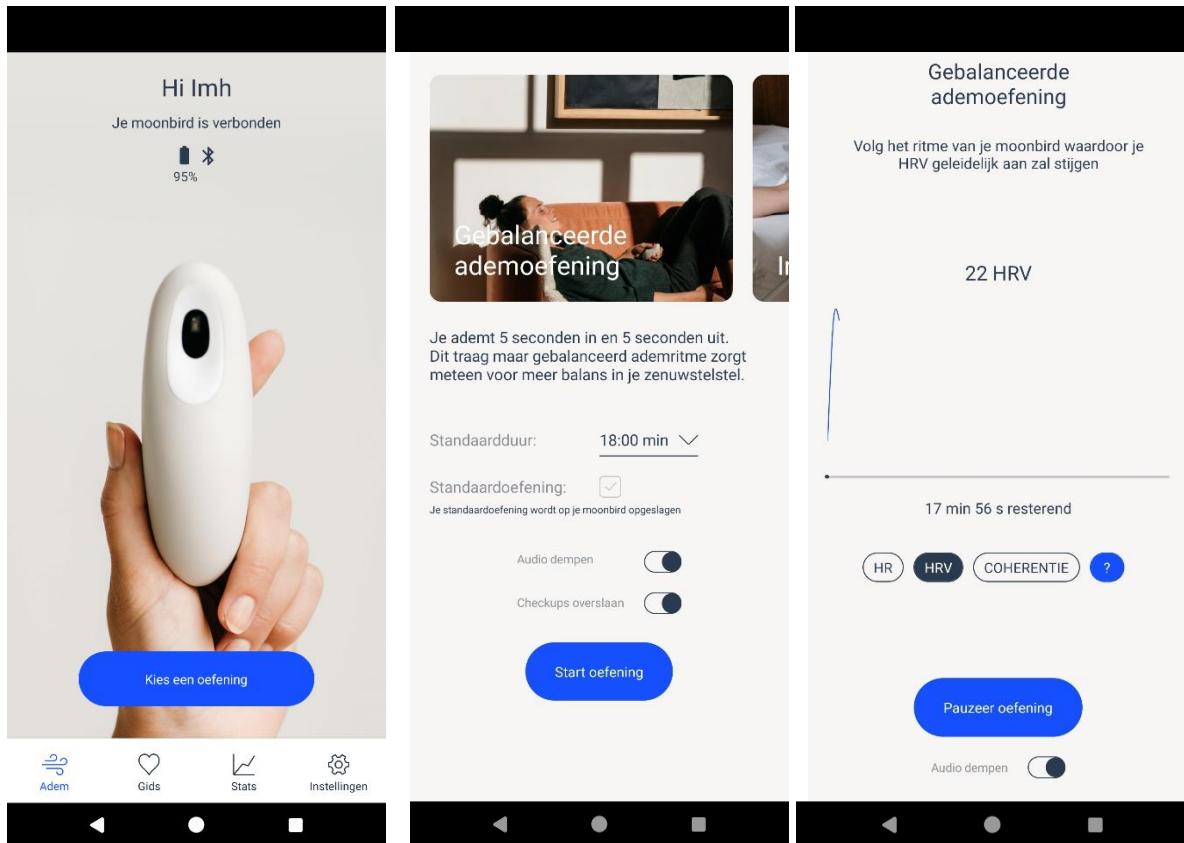 Hi Imh
Je moonbird is verbonden
95%
Kies een oefening
Adem
Gids
Stats
Instellingen
Gebalanceerde
ademoefening
Je ademt 5 seconden in en 5 seconden uit.
Dit traag maar gebalanceerd ademritme zorgt
meteen voor meer balans in je zenuwstelstel.
Standaardduur:
18:00 min
Standaardoefening:
Je standaardoefening wordt op je moonbird opgeslagen
Audio dempen
Checkups overslaan
Start oefening
Gebalanceerde
ademoefening
Volg het ritme van je moonbird waardoor je
HRV geleidelijk aan zal stijgen
22 HRV
17 min 56 s resterend
HR
HRV
COHERENTIE
?
Pauzeer oefening
Audio dempen